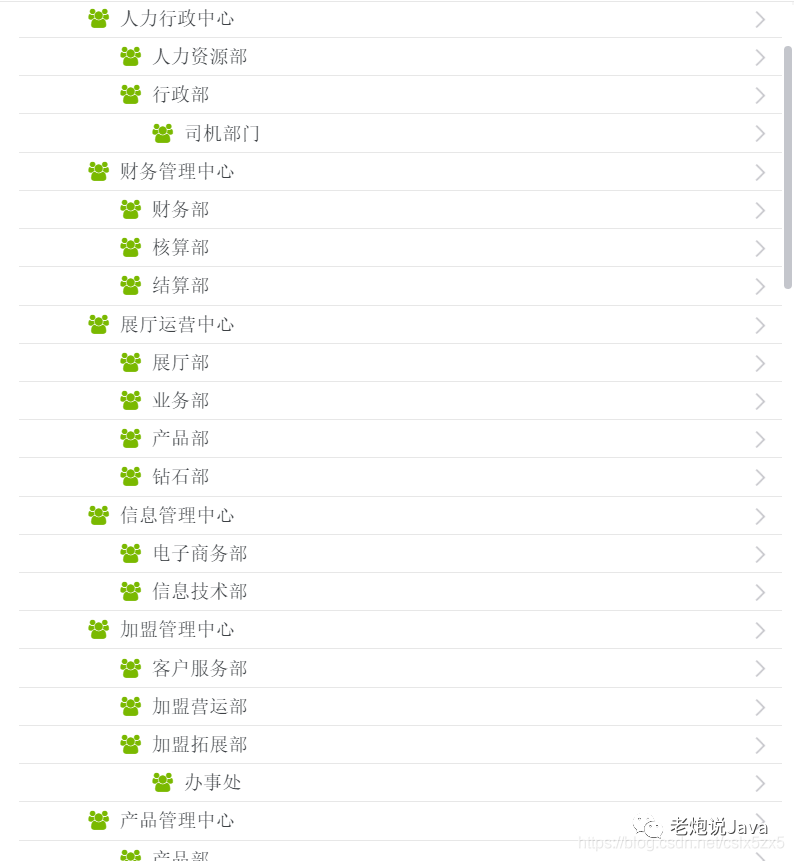 人力行政中心
人力资源部
行政部
司机部门
财务管理中心
财务部
核算部
结算部
展厅运营中心
展厅部
业务部
产品部
钻石部
信息管理中心
电子商务部
信息技术部
加盟管理中心
客户服务部
加盟营运部
加盟拓展部
办事处
产品管理中心
老炮说Java
https://blog.csdn.net/cslx5zx5
产品部